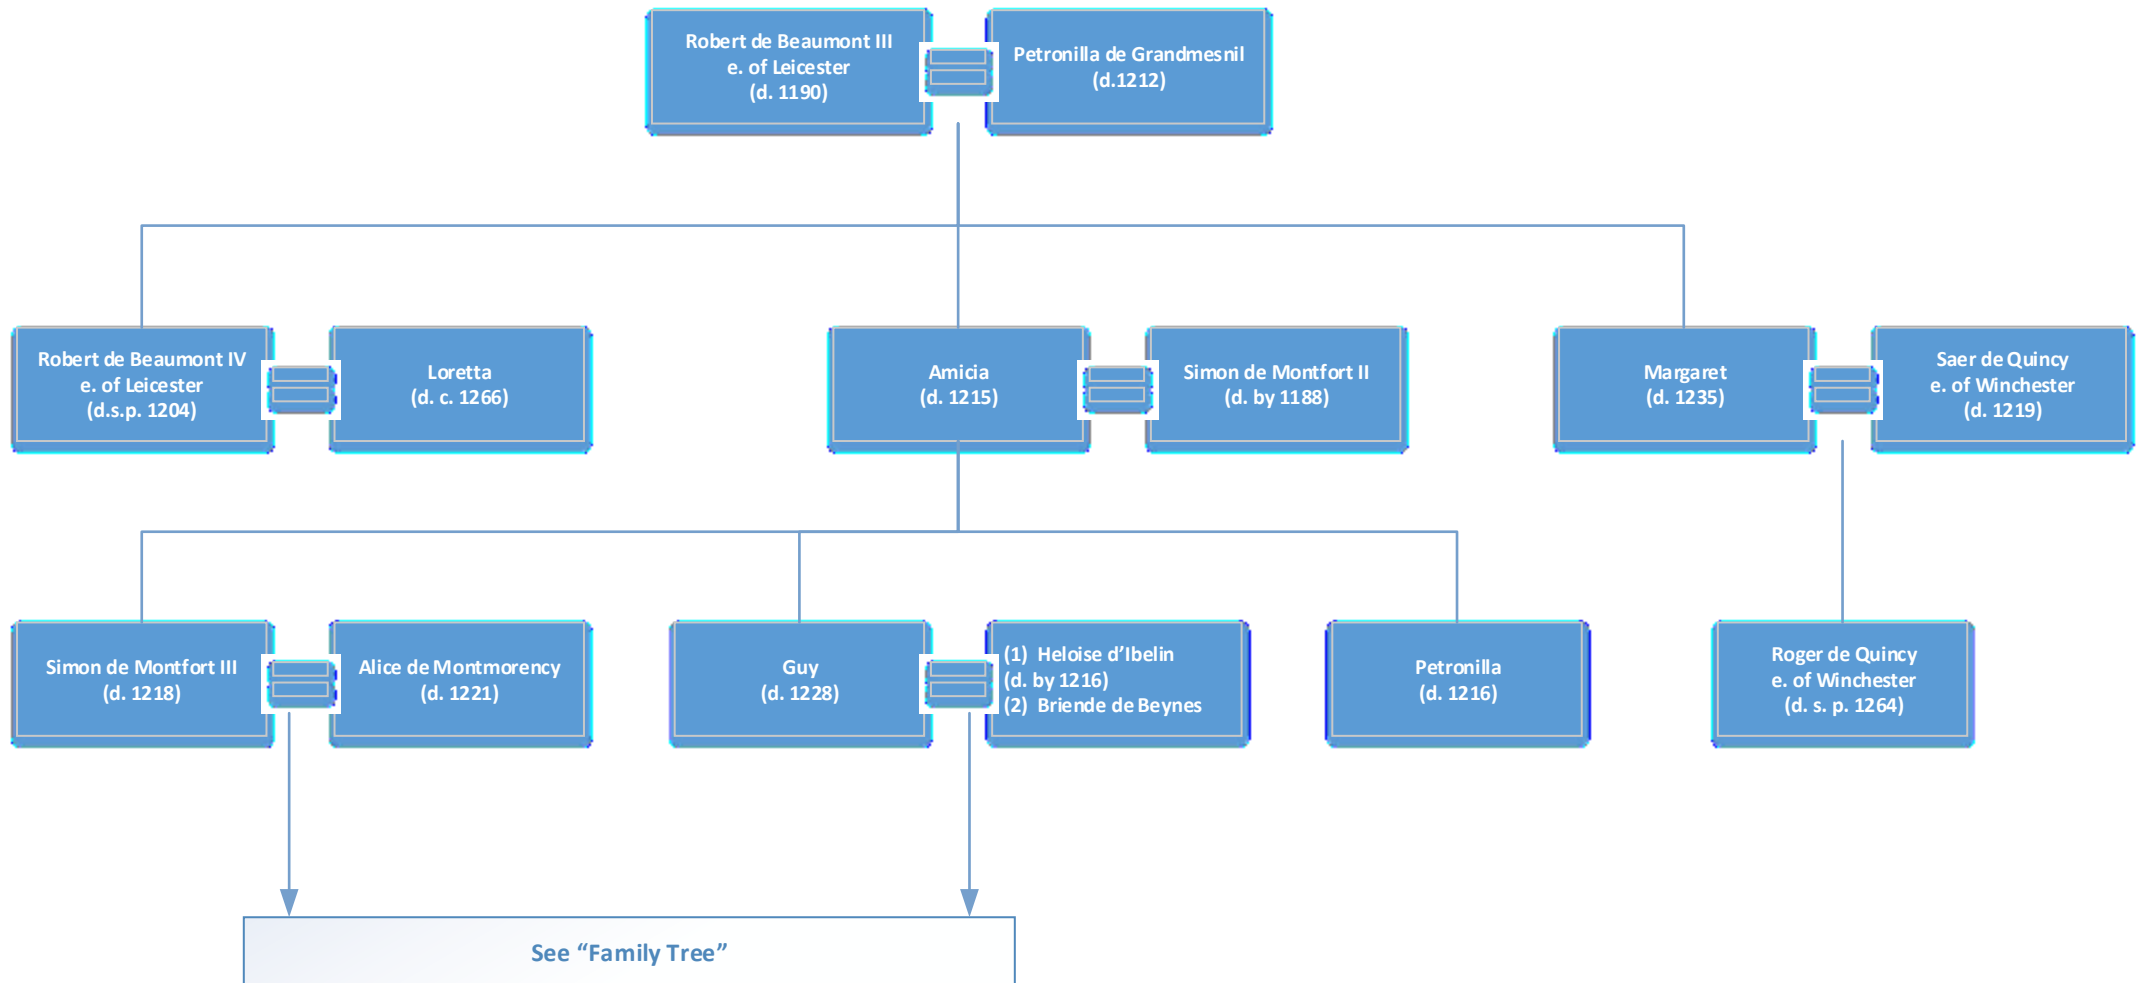 Robert de Beaumont III
e. of Leicester
(d. 1190)
Petronilla de Grandmesnil
(d.1212)
Robert de Beaumont IV
e. of Leicester
(d.s.p. 1204)
Loretta
(d. c. 1266)
Amicia
(d. 1215)
Simon de Montfort II
(d. by 1188)
Margaret
(d. 1235)
Saer de Quincy
e. of Winchester
(d. 1219)
Simon de Montfort III
(d. 1218)
Alice de Montmorency
(d. 1221)
Guy
(d. 1228)
(1) Heloise d’Ibelin
(d. by 1216)
(2) Briende de Beynes
Petronilla
(d. 1216)
Roger de Quincy
e. of Winchester
(d. s. p. 1264)
See “Family Tree”